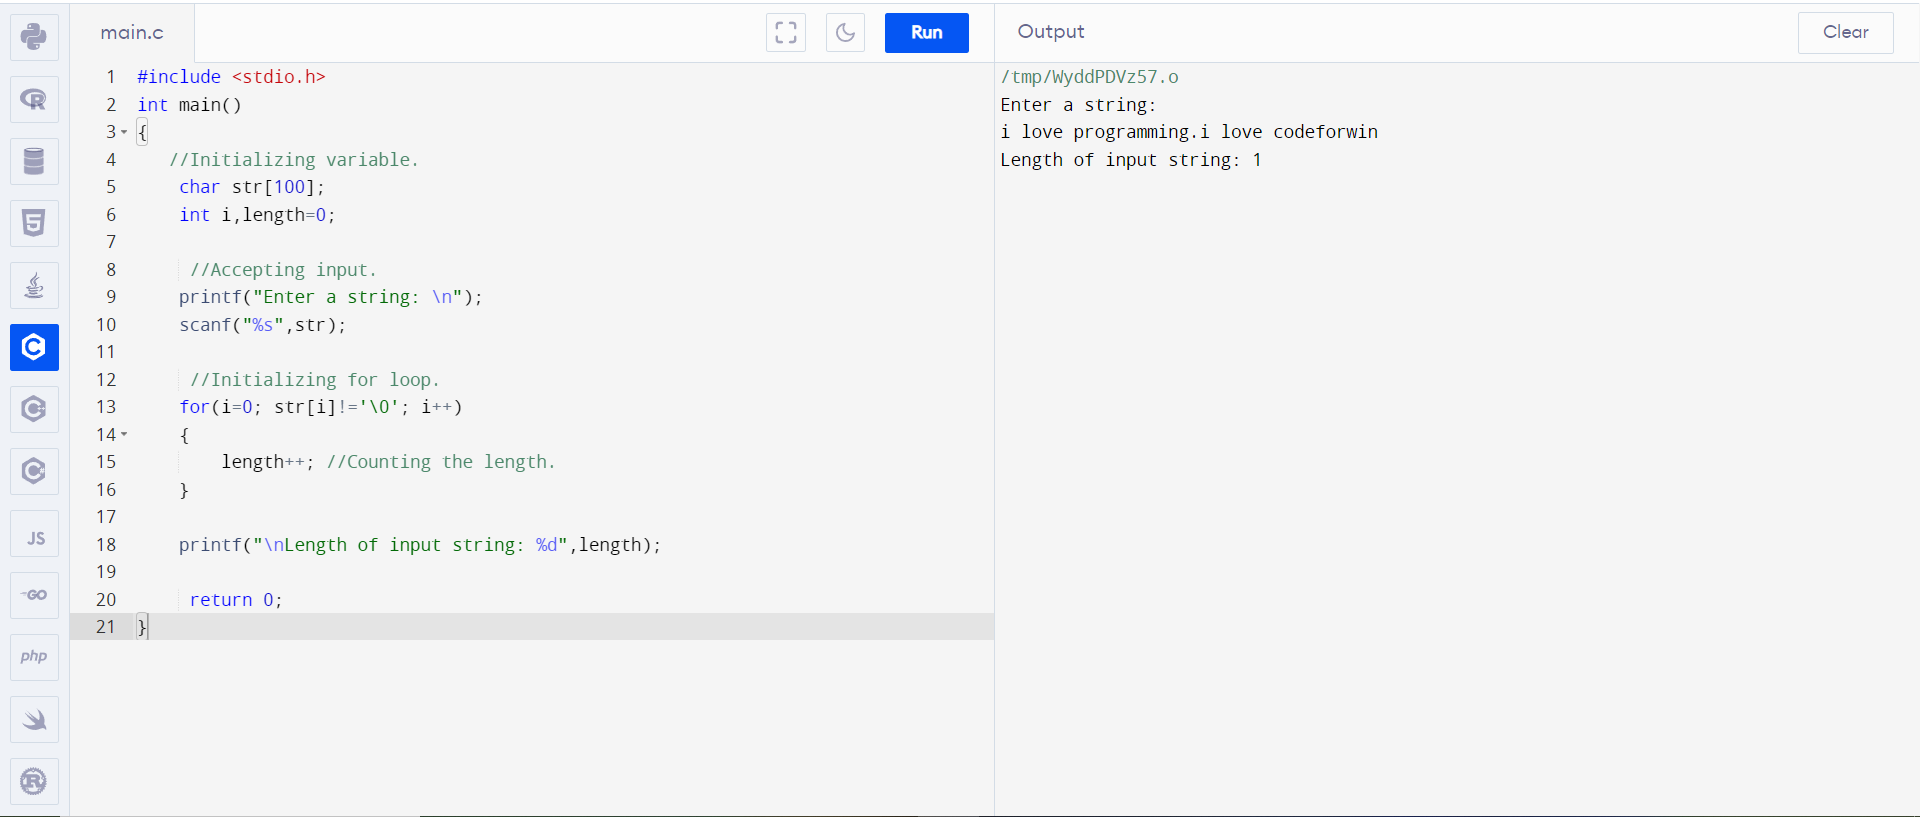 main.c
Run
Output
Clear
1 #include <stdio.h>
2 int main()
3 {
4 //Initializing variable.
5 char str[100];
6 int i,length=0;
7
8 //Accepting input.
9 printf("Enter a string: \n");
10 scanf("%s",str);
11
12 //Initializing for loop.
13 for(i=0; str[i]!='\0'; i++)
14 {
15 length++; //Counting the length.
16 }
17
18 printf("\nLength of input string: %d",length);
19
20 return 0;
21 }
/tmp/WyddPDVz57.o
Enter a string:
i love programming.i love codeforwin
Length of input string: 1
R
5
C
C
C
JS
GO
php
R